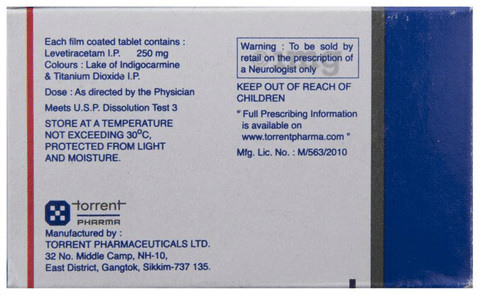 Each film coated tablet contains :
Levetiracetam I.P. 250 mg
Colours : Lake of Indigocarmine
& Titanium Dioxide I.P.
Dose : As directed by the Physician
Meets U.S.P. Dissolution Test 3
STORE AT A TEMPERATURE
NOT EXCEEDING 30°C,
PROTECTED FROM LIGHT
AND MOISTURE.
torrent
PHARMA
Manufactured by :
TORRENT PHARMACEUTICALS LTD.
32 No. Middle Camp, NH-10,
East District, Gangtok, Sikkim-737 135.
Warning : To be sold by
retail on the prescription of
a Neurologist only
KEEP OUT OF REACH OF
CHILDREN
" Full Prescribing Information
is available on
www.torrentpharma.com "
Mfg. Lic. No. : M/563/2010